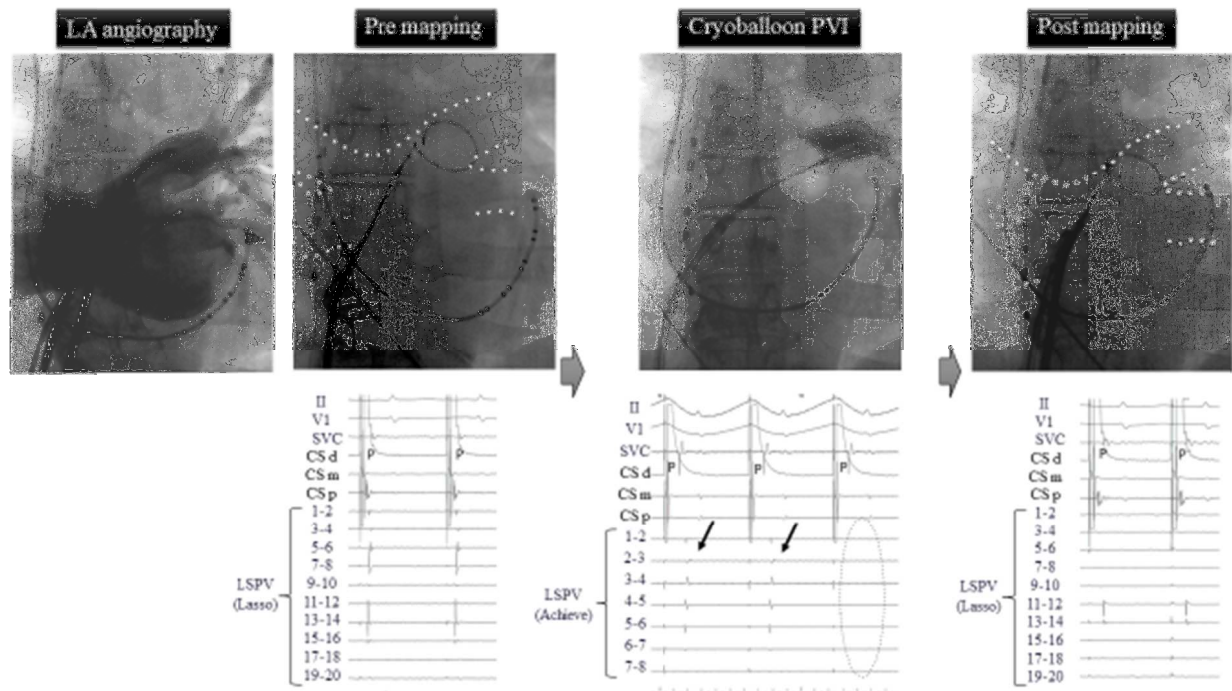 LA angiography
Pre mapping
Cryoballoon PVI
Post mapping
II
V1
SVC
CS d
CS m
CS p
1-2
3-4
5-6
7-8
9-10
11-12
13-14
15-16
17-18
19-20
LSPV
(Lasso)
P P
II
V1
SVC
CS d
CS m
CS p
1-2
2-3
3-4
4-5
5-6
6-7
7-8
LSPV
(Achieve)
P P P
II
V1
SVC
CS d
CS m
CS p
1-2
3-4
5-6
7-8
9-10
11-12
13-14
15-16
17-18
19-20
LSPV
(Lasso)
P P